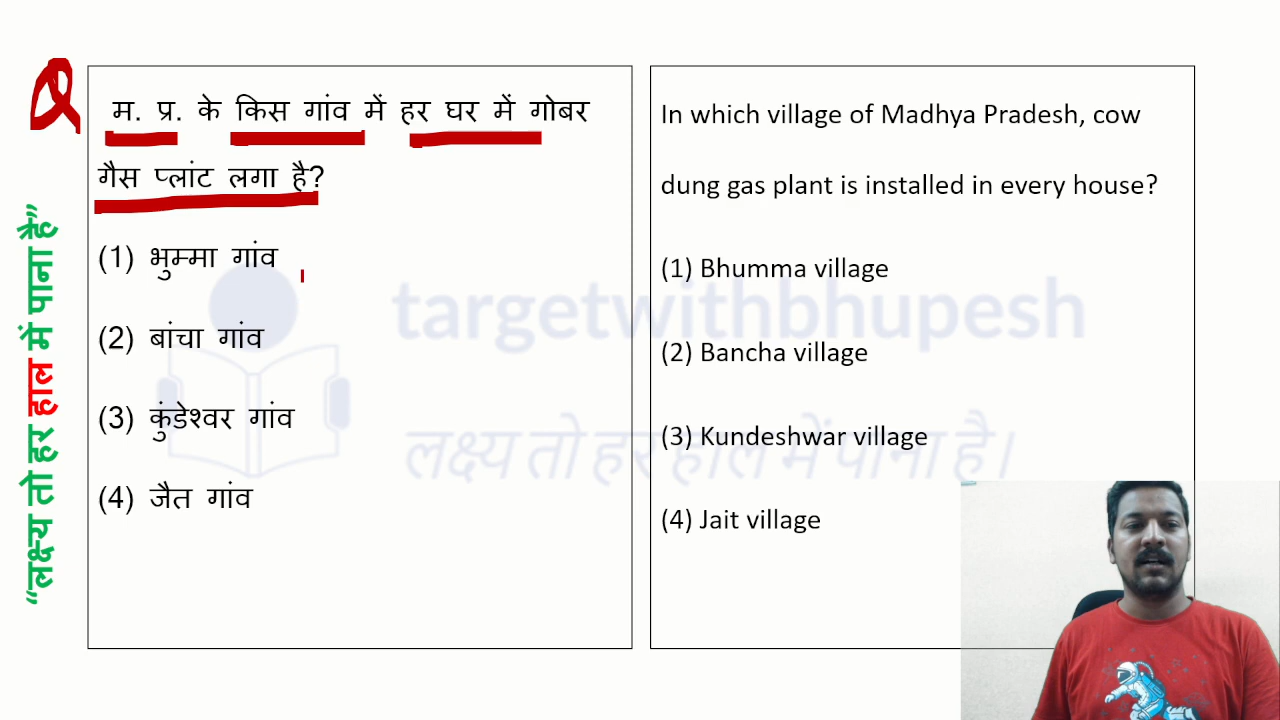 म. प्र. के किस गांव में हर घर में गोबर
गैस प्लांट लगा है?
(1) भुम्मा गांव
(2) बांचा गांव
(3) कुंडेश्वर गांव
(4) जैत गांव
In which village of Madhya Pradesh, cow
dung gas plant is installed in every house?
(1) Bhumma village
(2) Bancha village
(3) Kundeshwar village
(4) Jait village
"लक्ष्य तो हर हाल में पाना है"
targetwithbhupesh
लक्ष्य तो हर हाल में पाना है।